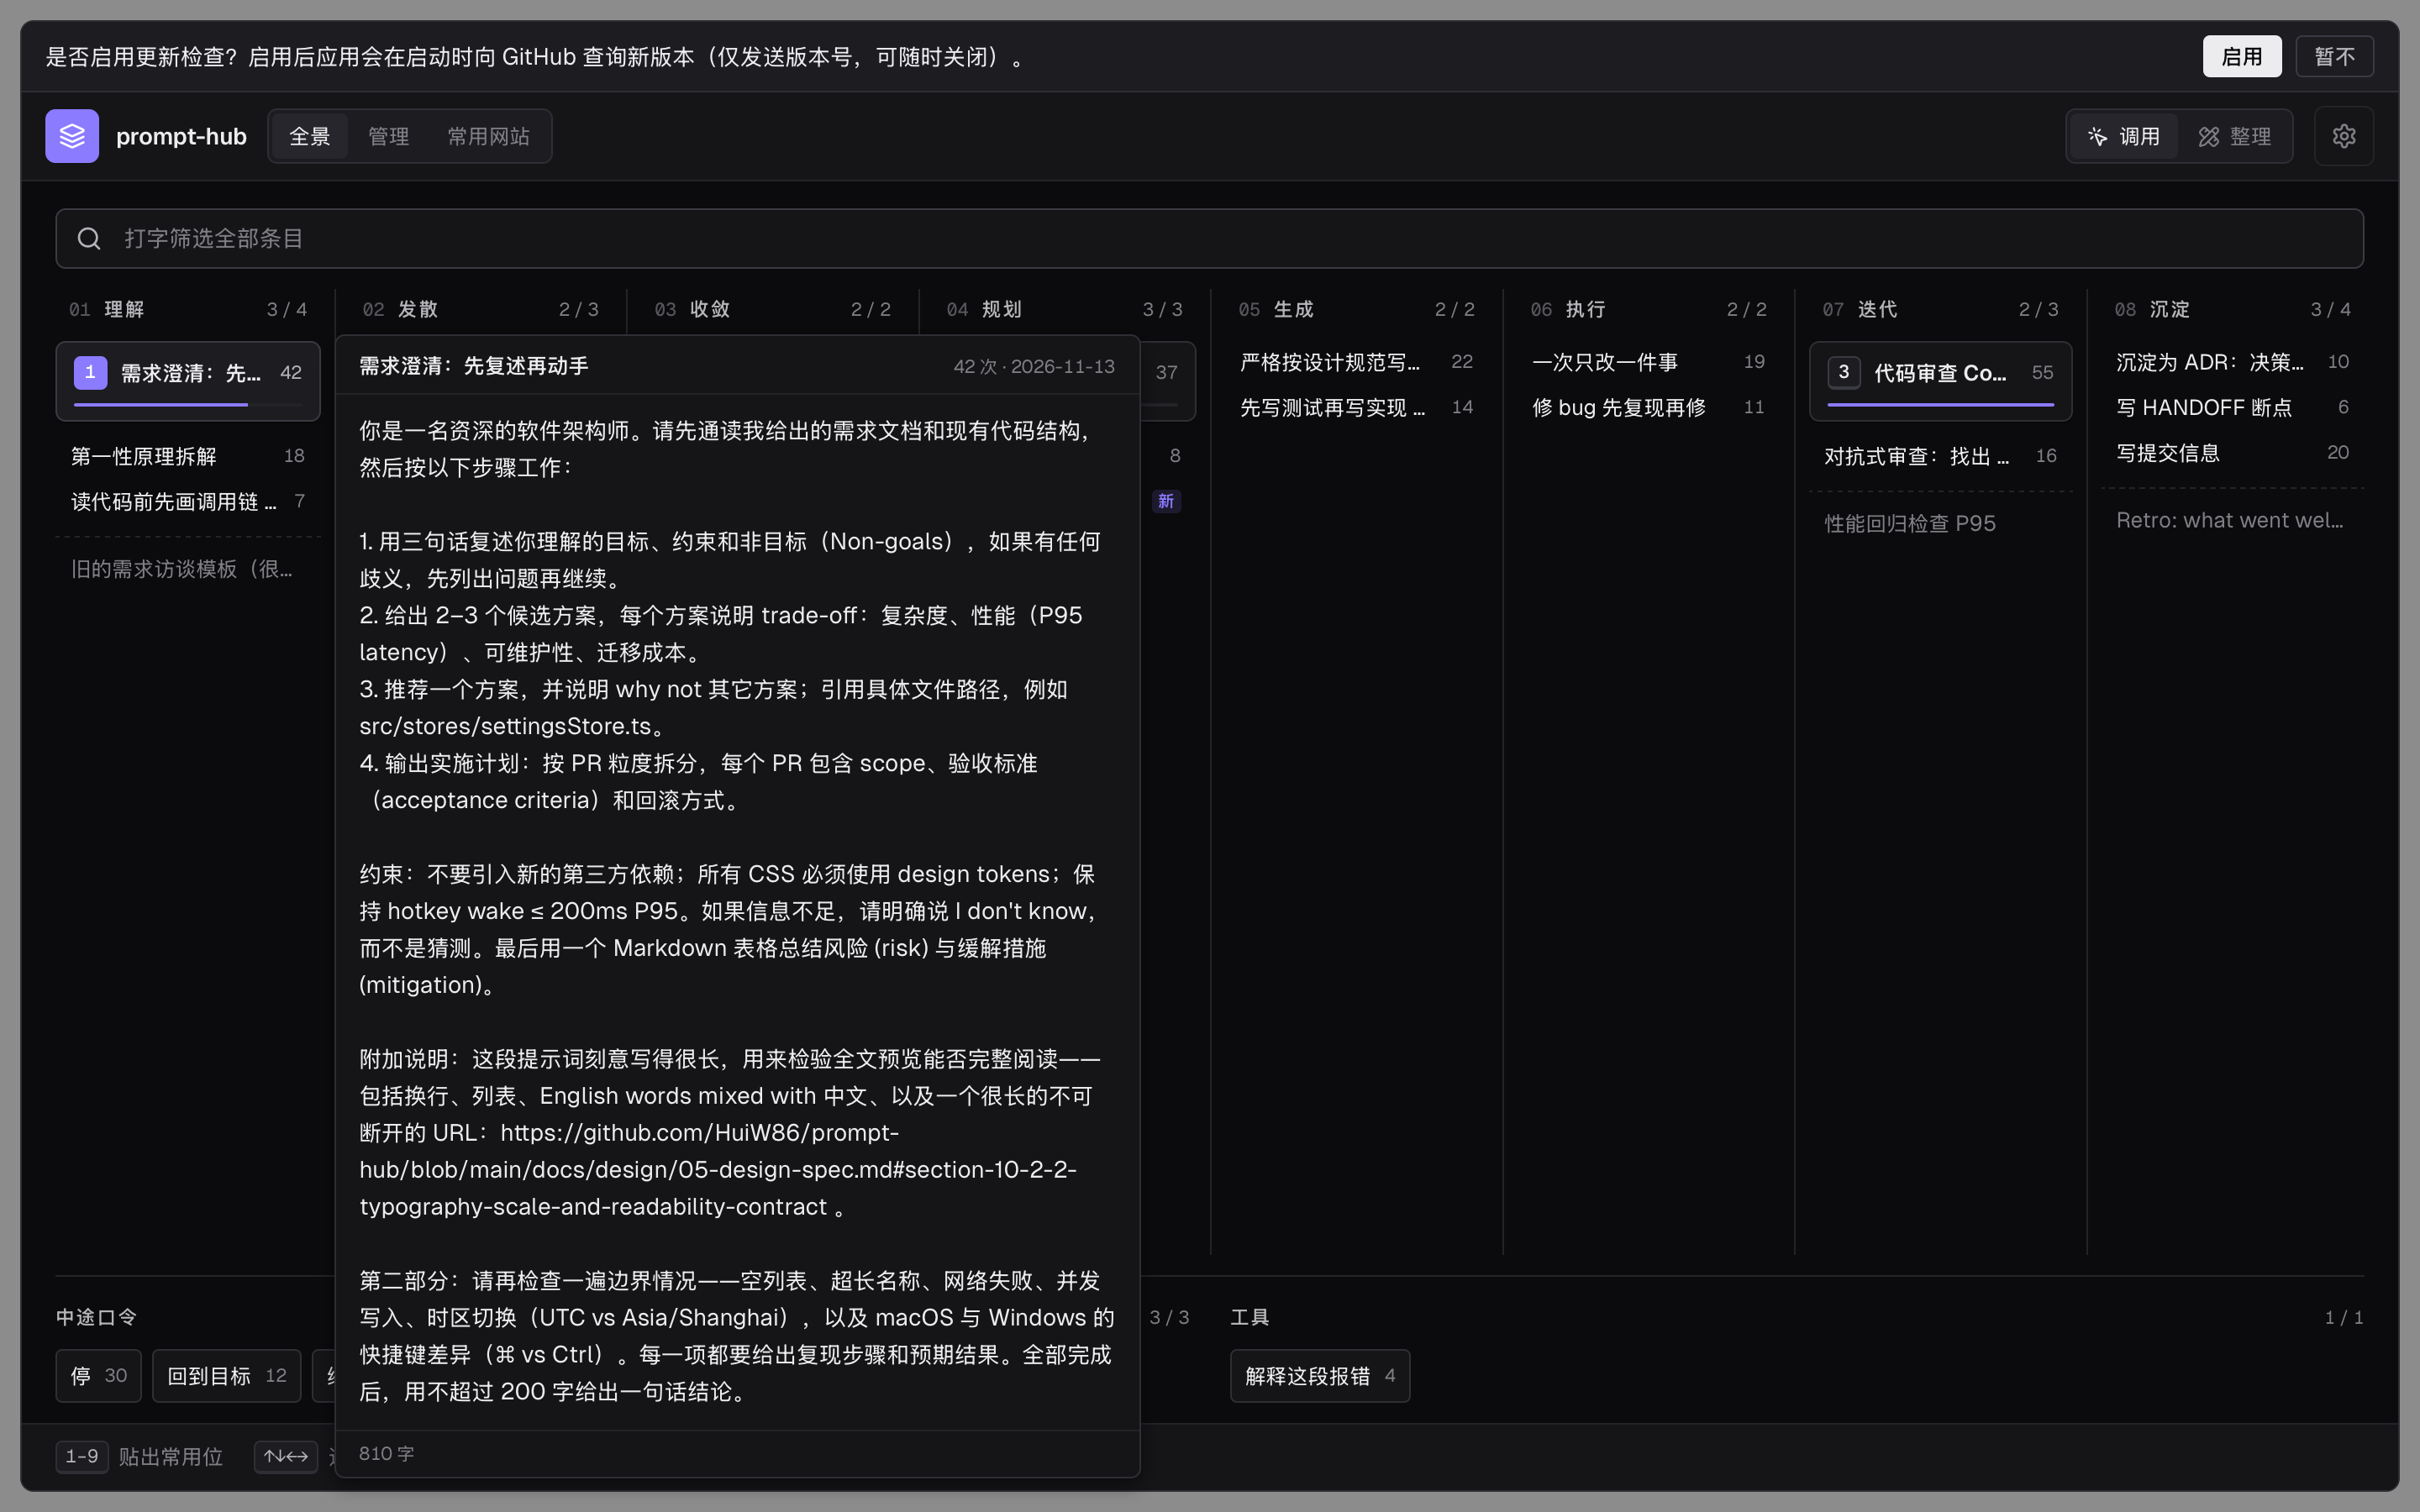 是否启用更新检查？启用后应用会在启动时向 GitHub 查询新版本（仅发送版本号，可随时关闭）。
启用
暂不
prompt-hub
全景
管理
常用网站
调用
整理
打字筛选全部条目
01 理解 3 / 4
02 发散 2 / 3
03 收敛 2 / 2
04 规划 3 / 3
05 生成 2 / 2
06 执行 2 / 2
07 迭代 2 / 3
08 沉淀 3 / 4
1 需求澄清：先… 42
第一性原理拆解 18
读代码前先画调用链 … 7
旧的需求访谈模板（很…
需求澄清：先复述再动手
42 次 · 2026-11-13
你是一名资深的软件架构师。请先通读我给出的需求文档和现有代码结构，
然后按以下步骤工作：
1. 用三句话复述你理解的目标、约束和非目标（Non-goals），如果有任何
歧义，先列出问题再继续。
2. 给出 2–3 个候选方案，每个方案说明 trade-off：复杂度、性能（P95
latency）、可维护性、迁移成本。
3. 推荐一个方案，并说明 why not 其它方案；引用具体文件路径，例如
src/stores/settingsStore.ts。
4. 输出实施计划：按 PR 粒度拆分，每个 PR 包含 scope、验收标准
（acceptance criteria）和回滚方式。
约束：不要引入新的第三方依赖；所有 CSS 必须使用 design tokens；保
持 hotkey wake ≤ 200ms P95。如果信息不足，请明确说 I don't know，
而不是猜测。最后用一个 Markdown 表格总结风险 (risk) 与缓解措施
(mitigation)。
附加说明：这段提示词刻意写得很长，用来检验全文预览能否完整阅读——
包括换行、列表、English words mixed with 中文、以及一个很长的不可
断开的 URL：https://github.com/HuiW86/prompt-
hub/blob/main/docs/design/05-design-spec.md#section-10-2-2-
typography-scale-and-readability-contract 。
第二部分：请再检查一遍边界情况——空列表、超长名称、网络失败、并发
写入、时区切换（UTC vs Asia/Shanghai），以及 macOS 与 Windows 的
快捷键差异（⌘ vs Ctrl）。每一项都要给出复现步骤和预期结果。全部完成
后，用不超过 200 字给出一句话结论。
810 字
37
8
新
严格按设计规范写… 22
先写测试再写实现 … 14
一次只改一件事 19
修 bug 先复现再修 11
3 代码审查 Co… 55
对抗式审查：找出 … 16
性能回归检查 P95
沉淀为 ADR：决策… 10
写 HANDOFF 断点 6
写提交信息 20
Retro: what went wel…
中途口令 3 / 3
停 30
回到目标 12
工具 1 / 1
解释这段报错 4
1-9 贴出常用位
↑↓←→